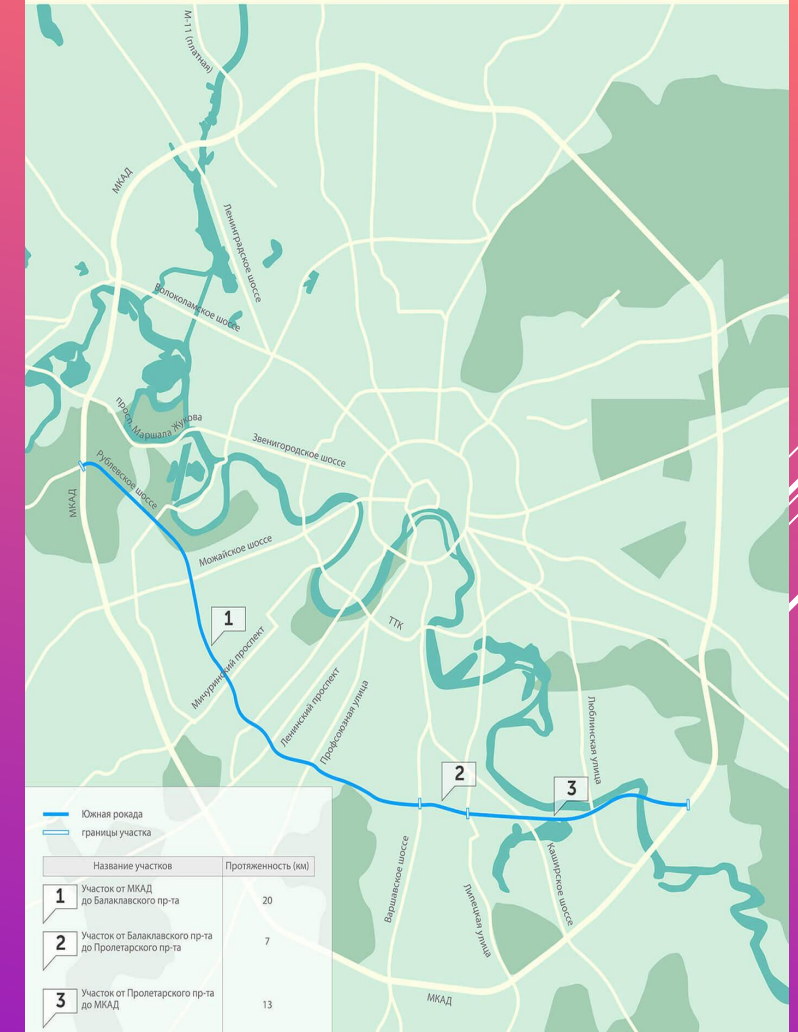 М-11 (платная)
МКАД
Ленинградское шоссе
Волоколамское шоссе
просп. Маршала Жукова
Звенигородское шоссе
Рублевское шоссе
МКАД
Можайское шоссе
1
ТТК
Мичуринский проспект
Ленинский проспект
Профсоюзная улица
Люблинская улица
2
3
Варшавское шоссе
Липецкая улица
Каширское шоссе
МКАД
Южная рокада
границы участка
Название участков Протяженность (км)
1 Участок от МКАД
до Балаклавского пр-та 20
2 Участок от Балаклавского пр-та
до Пролетарского пр-та 7
3 Участок от Пролетарского пр-та
до МКАД 13